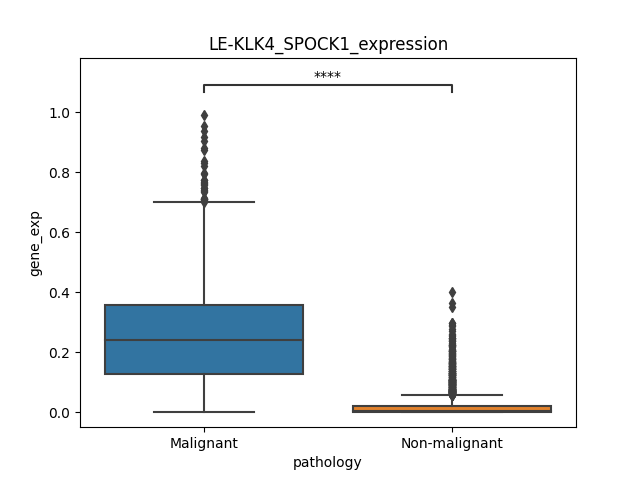 LE-KLK4_SPOCK1_expression
****
1.0
0.8
0.6
0.4
0.2
0.0
gene_exp
Malignant
Non-malignant
pathology